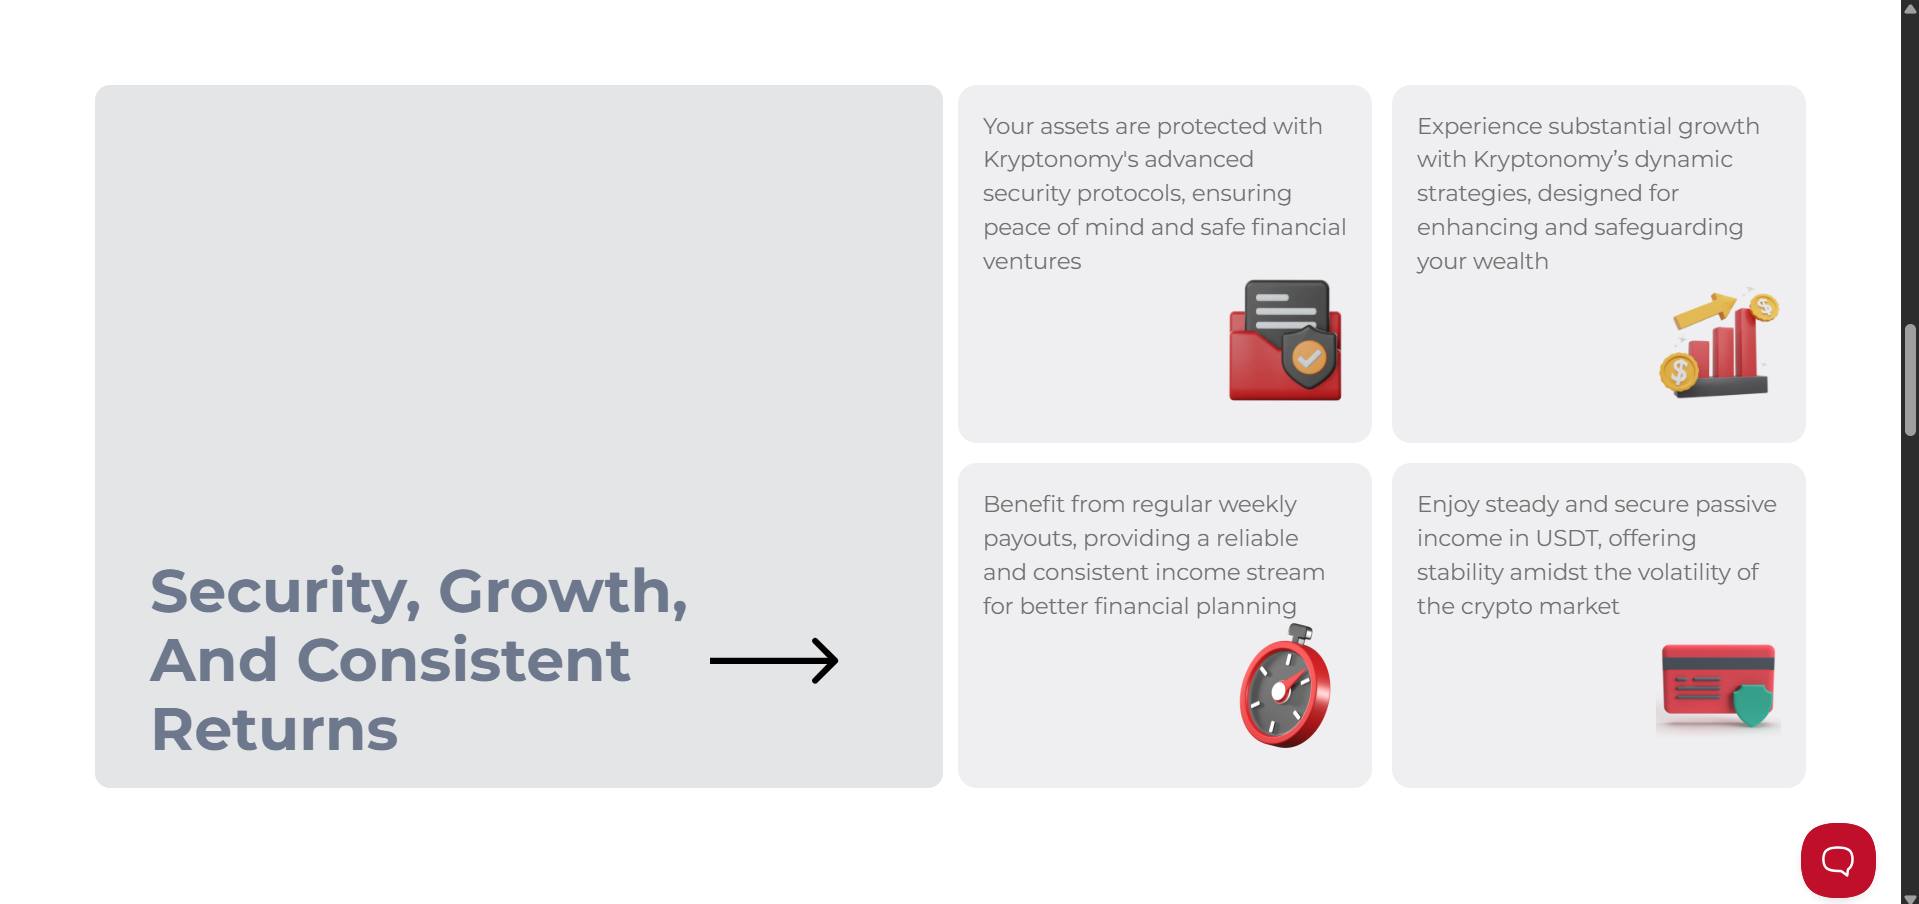 Security, Growth,
And Consistent
Returns
Your assets are protected with
Kryptonomy's advanced
security protocols, ensuring
peace of mind and safe financial
ventures
Experience substantial growth
with Kryptonomy’s dynamic
strategies, designed for
enhancing and safeguarding
your wealth
Benefit from regular weekly
payouts, providing a reliable
and consistent income stream
for better financial planning
Enjoy steady and secure passive
income in USDT, offering
stability amidst the volatility of
the crypto market